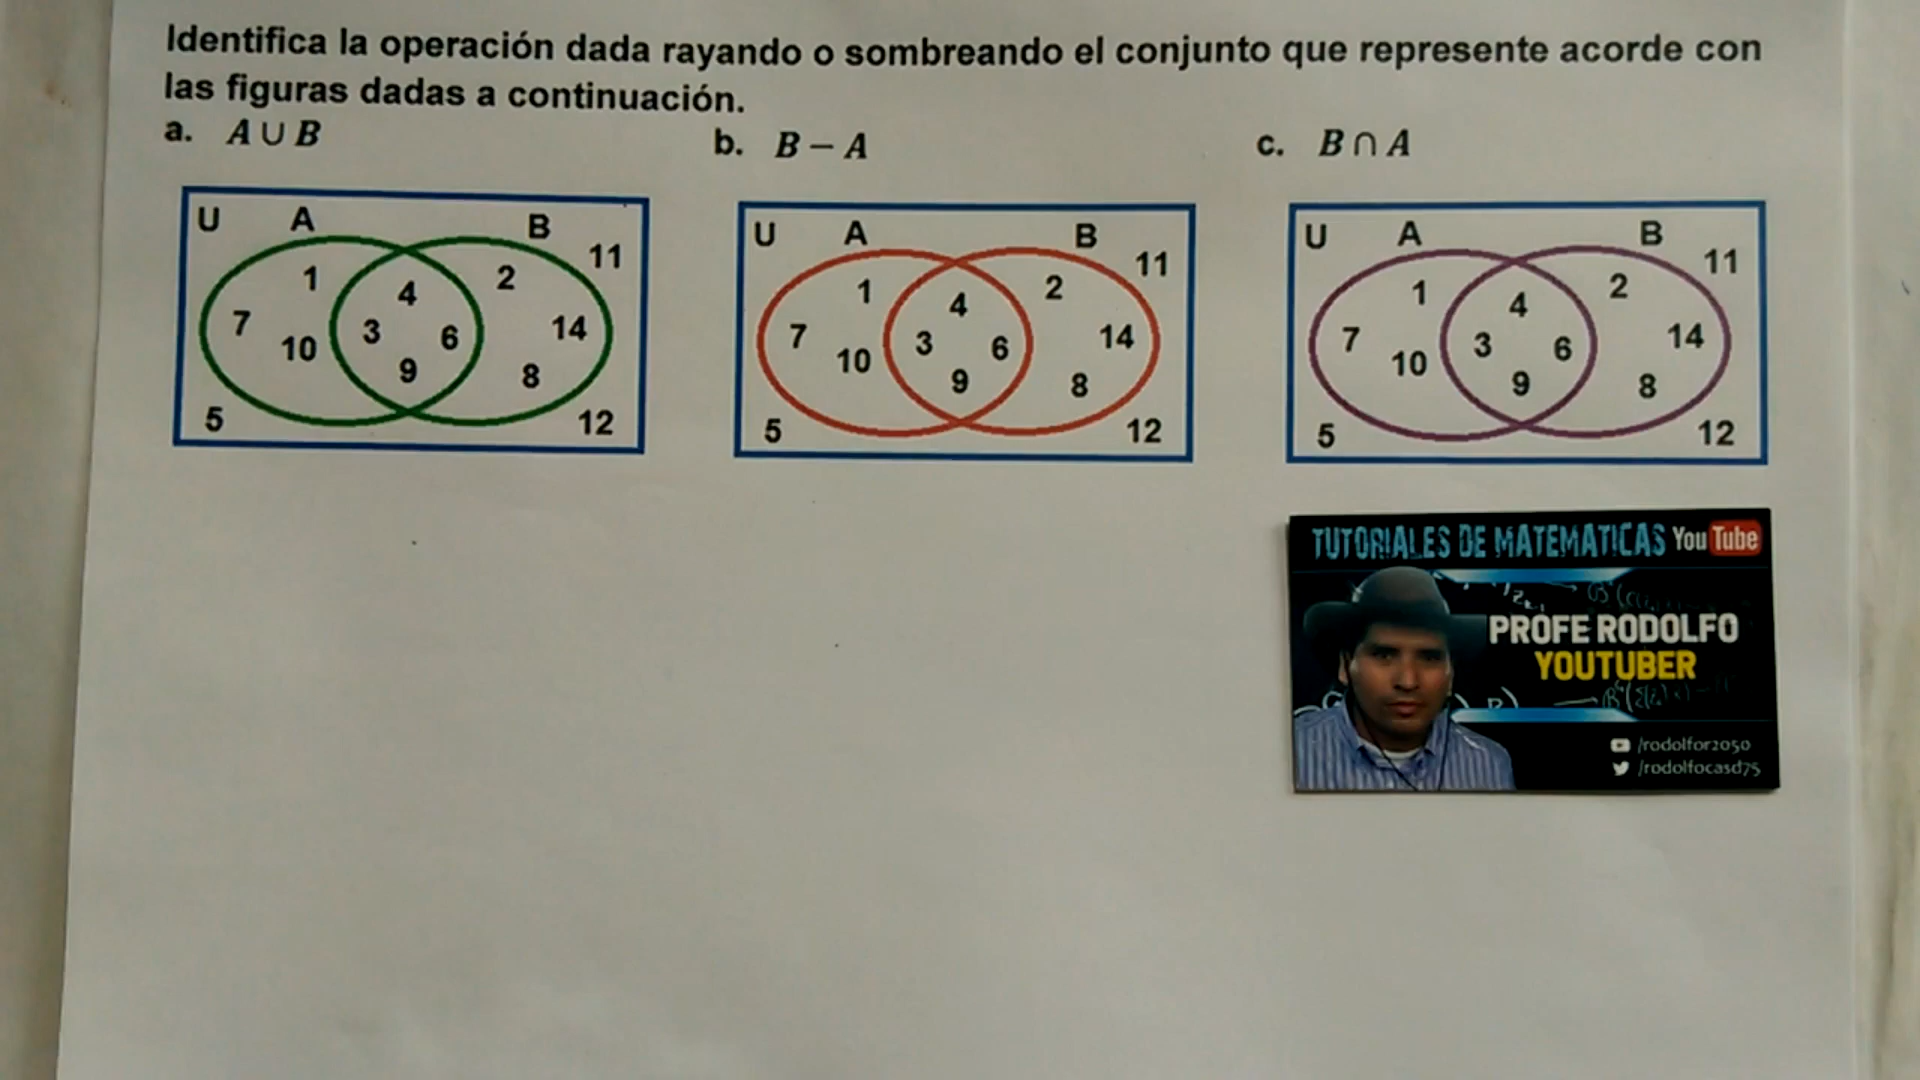 Identifica la operación dada rayando o sombreando el conjunto que represente acorde con
las figuras dadas a continuación.
a. A ∪ B
b. B − A
c. B ∩ A
U A B
11
1 4 2
7 3 6 14
10 9 8
5 12
U A B
11
1 4 2
7 3 6 14
10 9 8
5 12
U A B
11
1 4 2
7 3 6 14
10 9 8
5 12
TUTORIALES DE MATEMATICAS YouTube
PROFE RODOLFO
YOUTUBER
/rodolfor2050
/rodolfocasd75